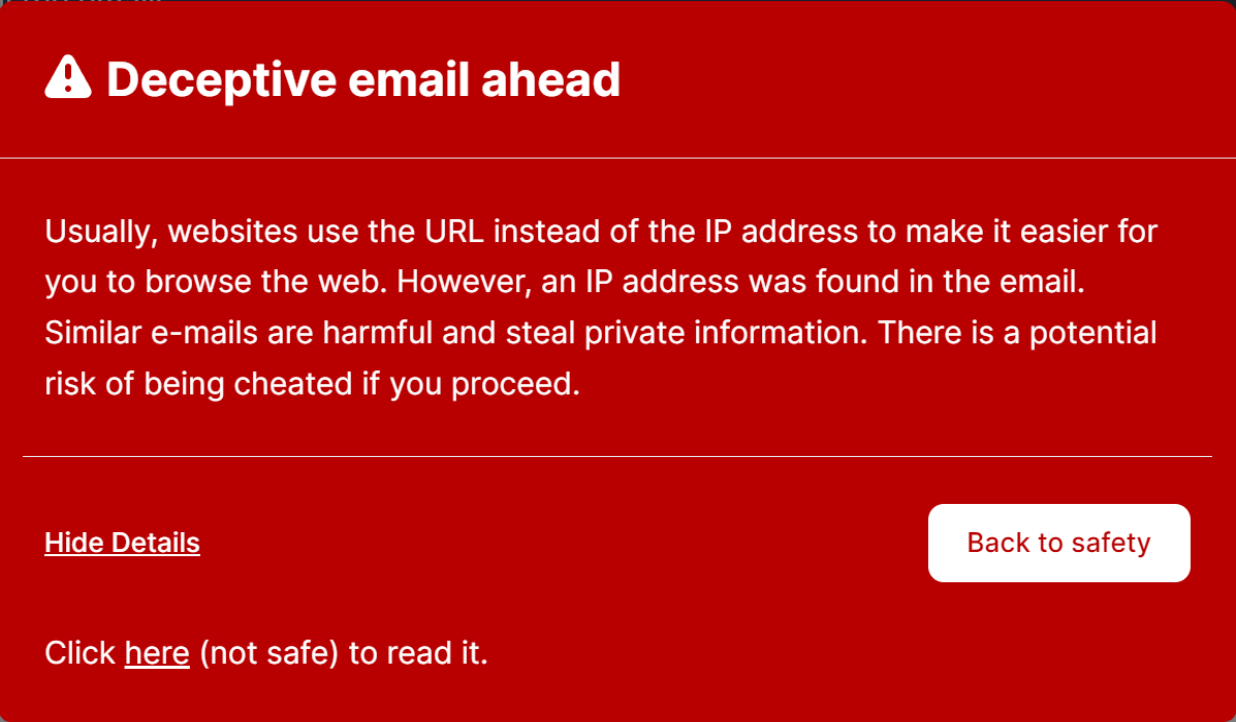 Deceptive email ahead
Usually, websites use the URL instead of the IP address to make it easier for
you to browse the web. However, an IP address was found in the email.
Similar e-mails are harmful and steal private information. There is a potential
risk of being cheated if you proceed.
Hide Details
Back to safety
Click here (not safe) to read it.